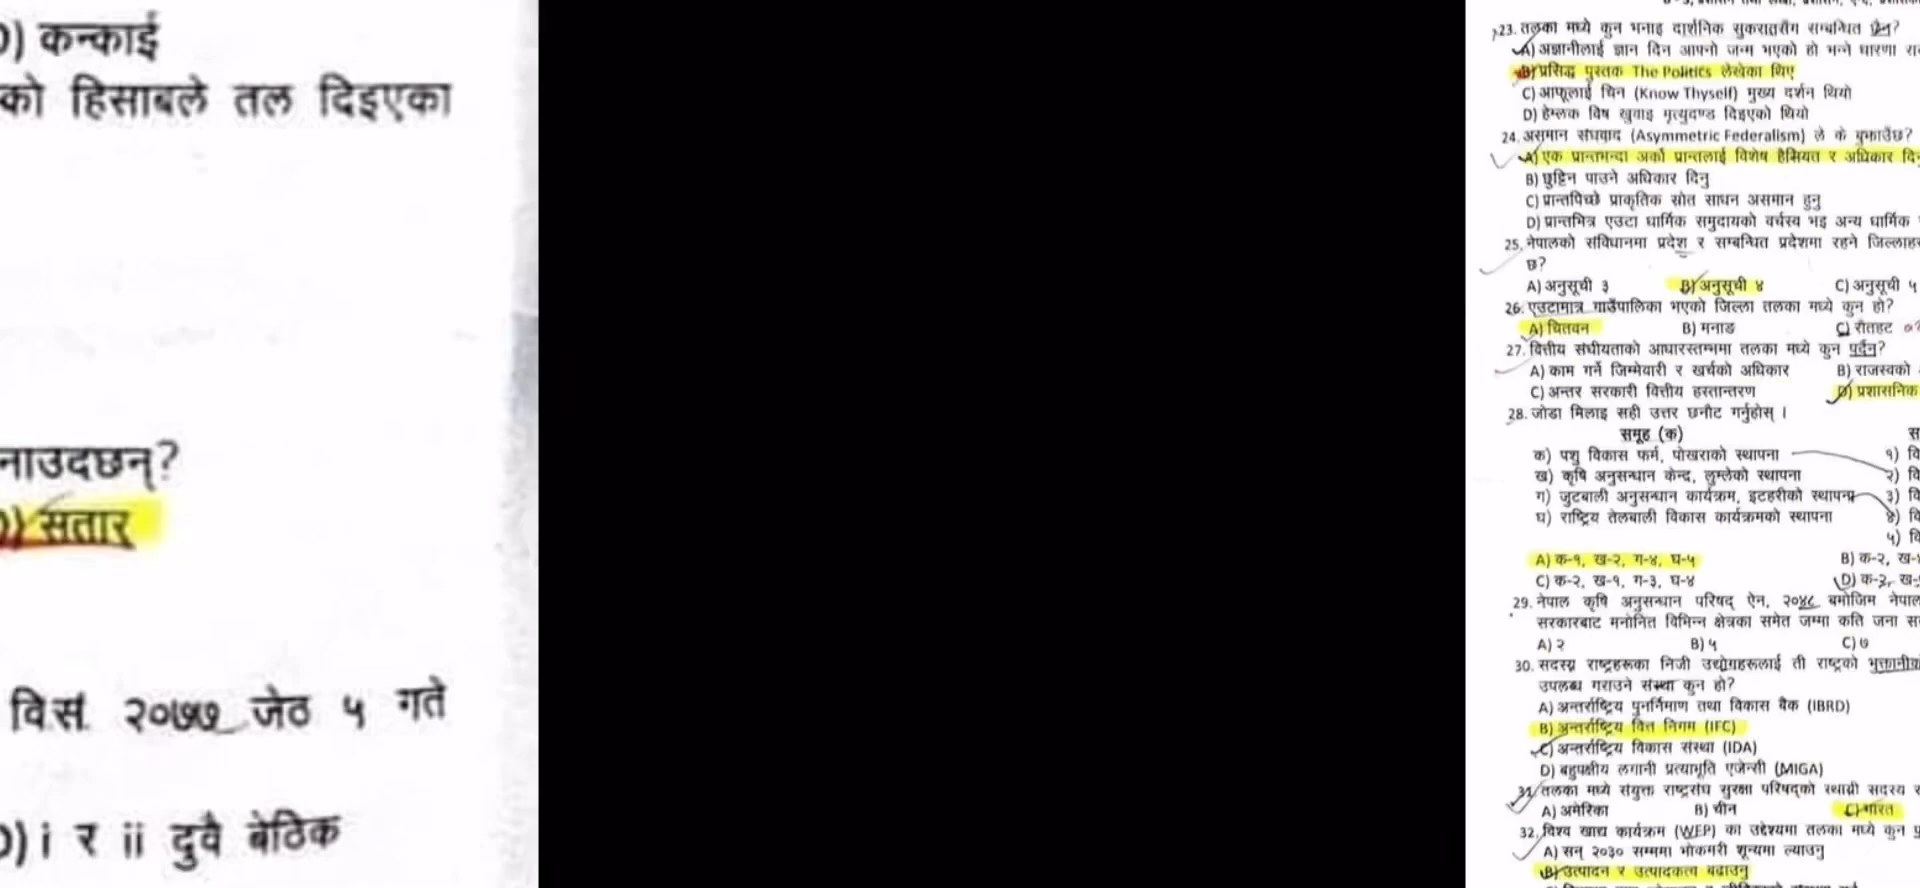 D) कन्काई
को हिसाबले तल दिइएका
नाउदछन्?
D) सतार
विसं २०७७ जेठ ५ गते
D) i र ii दुवै बेठिक
23. तलका मध्ये कुन भनाइ दार्शनिक सुकरातसँग सम्बन्धित छैन?
A) अज्ञानीलाई ज्ञान दिन आफ्नो जन्म भएको हो भन्ने धारणा
B) प्रसिद्ध पुस्तक The Politics लेखेका थिए
C) आफूलाई चिन (Know Thyself) मुख्य दर्शन थियो
D) हेम्लक विष खुवाइ मृत्युदण्ड दिइएको थियो
24. असमान संघवाद (Asymmetric Federalism) ले के बुझाउँछ?
A) एक प्रान्तभन्दा अर्को प्रान्तलाई विशेष हैसियत र अधिकार
B) छुट्टिन पाउने अधिकार दिनु
C) प्रान्तपिच्छे प्राकृतिक स्रोत साधन असमान हुनु
D) प्रान्तभित्र एउटा धार्मिक समुदायको वर्चस्व भइ अन्य धार्मिक
25. नेपालको संविधानमा प्रदेश र सम्बन्धित प्रदेशमा रहने
छ?
A) अनुसूची ३ B) अनुसूची ४ C) अनुसूची ५
26. एउटामात्र गाउँपालिका भएको जिल्ला तलका मध्ये कुन हो?
A) चितवन B) मनाङ C) रौतहट
27. वित्तीय संघीयताको आधारस्तम्भमा तलका मध्ये कुन पर्दैन?
A) काम गर्ने जिम्मेवारी र खर्चको अधिकार B) राजस्वको
C) अन्तर सरकारी वित्तीय हस्तान्तरण D) प्रशासनिक
28. जोडा मिलाइ सही उत्तर छनौट गर्नुहोस् ।
समूह (क)
क) पशु विकास फर्म, पोखराको स्थापना १)
ख) कृषि अनुसन्धान केन्द्र, लुम्लेको स्थापना २)
ग) जुटबाली अनुसन्धान कार्यक्रम, इटहरीको स्थापना ३)
घ) राष्ट्रिय तेलबाली विकास कार्यक्रमको स्थापना ४)
५)
A) क-१, ख-२, ग-४, घ-५ B) क-२,
C) क-२, ख-१, ग-३, घ-४ D)
29. नेपाल कृषि अनुसन्धान परिषद् ऐन, २०४८ बमोजिम नेपाल
सरकारबाट मनोनित विभिन्न क्षेत्रका समेत जम्मा कति जना
A) २ B) ५ C) ७
30. सदस्य राष्ट्रहरूका निजी उद्योगहरूलाई ती राष्ट्रको
उपलब्ध गराउने संस्था कुन हो?
A) अन्तर्राष्ट्रिय पुनर्निमाण तथा विकास बैंक (IBRD)
B) अन्तर्राष्ट्रिय वित्त निगम (IFC)
C) अन्तर्राष्ट्रिय विकास संस्था (IDA)
D) बहुपक्षीय लगानी प्रत्याभूति एजेन्सी (MIGA)
31. तलका मध्ये संयुक्त राष्ट्रसंघ सुरक्षा परिषद्को स्थायी सदस्य
A) अमेरिका B) चीन C) भारत
32. विश्व खाद्य कार्यक्रम (WEP) का उद्देश्यमा तलका मध्ये कुन
A) सन् २०३० सम्ममा भोकमरी शून्यमा ल्याउनु
B) उत्पादन र उत्पादकत्व बढाउनु